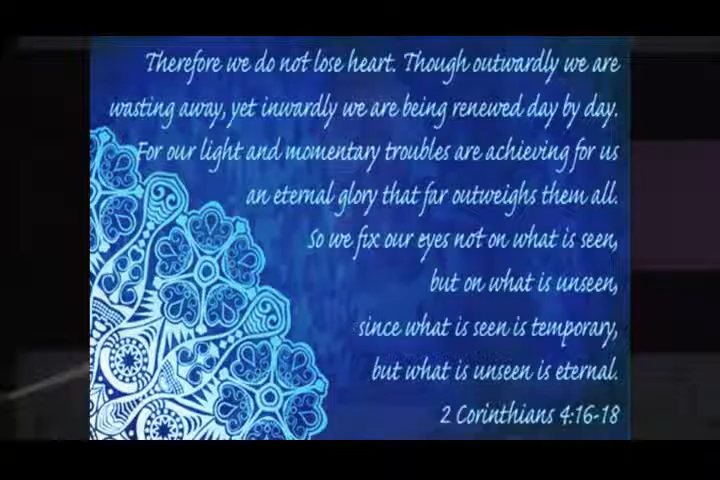 Therefore we do not lose heart. Though outwardly we are
wasting away, yet inwardly we are being renewed day by day.
For our light and momentary troubles are achieving for us
an eternal glory that far outweighs them all.
So we fix our eyes not on what is seen,
but on what is unseen,
since what is seen is temporary,
but what is unseen is eternal.
2 Corinthians 4:16-18